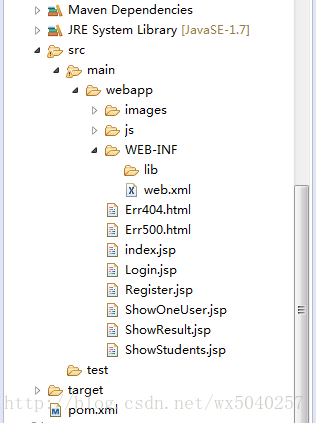 Maven Dependencies
JRE System Library [JavaSE-1.7]
src
main
webapp
images
js
WEB-INF
lib
web.xml
Err404.html
Err500.html
index.jsp
Login.jsp
Register.jsp
ShowOneUser.jsp
ShowResult.jsp
ShowStudents.jsp
test
target
pom.xml
http://blog.csdn.net/wx5040257